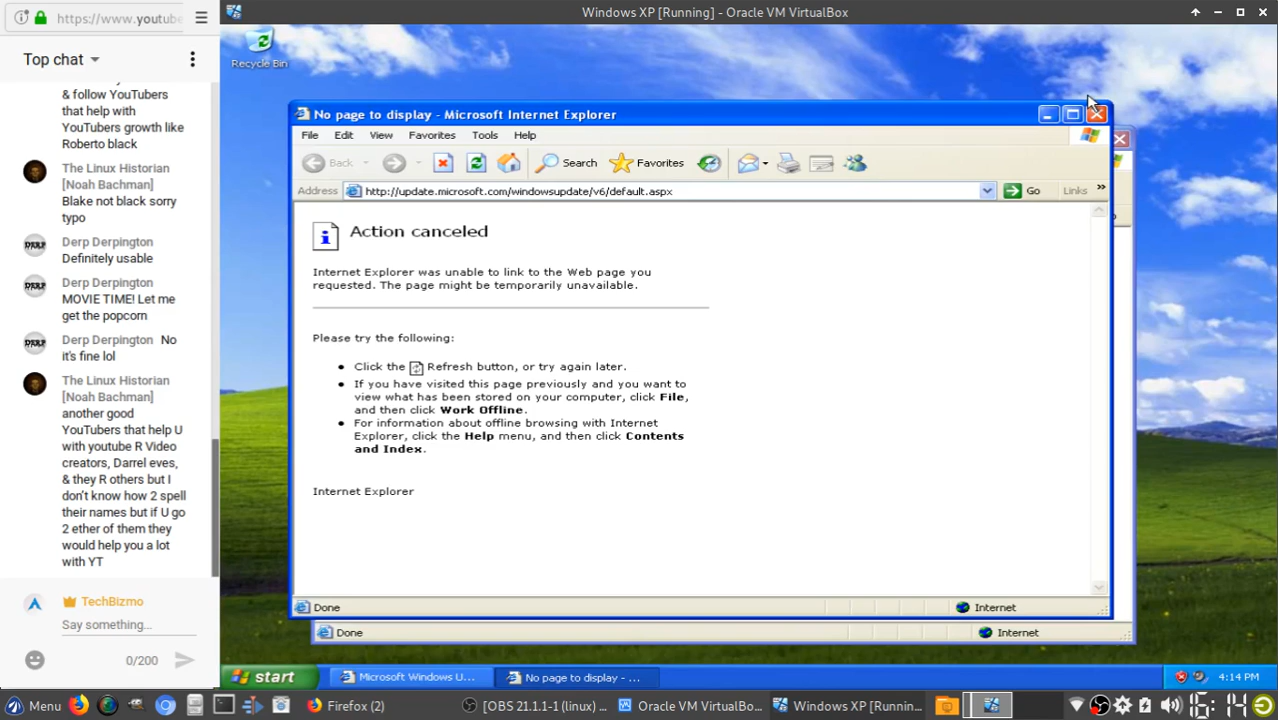 https://www.youtube
Top chat
& follow YouTubers
that help with
YouTubers growth like
Roberto black
The Linux Historian
[Noah Bachman]
Blake not black sorry
typo
Derp Derpington
Definitely usable
Derp Derpington
MOVIE TIME! Let me
get the popcorn
Derp Derpington No
it's fine lol
The Linux Historian
[Noah Bachman]
another good
YouTubers that help U
with youtube R Video
creators, Darrel eves,
& they R others but I
don't know how 2 spell
their names but if U go
2 ether of them they
would help you a lot
with YT
TechBizmo
Say something...
0/200
Windows XP [Running] - Oracle VM VirtualBox
Recycle Bin
No page to display - Microsoft Internet Explorer
File Edit View Favorites Tools Help
Back Search Favorites
Address http://update.microsoft.com/windowsupdate/v6/default.aspx Go Links »
Action canceled
Internet Explorer was unable to link to the Web page you
requested. The page might be temporarily unavailable.
Please try the following:
Click the Refresh button, or try again later.
If you have visited this page previously and you want to
view what has been stored on your computer, click File,
and then click Work Offline.
For information about offline browsing with Internet
Explorer, click the Help menu, and then click Contents
and Index.
Internet Explorer
Done Internet
Done Internet
start Microsoft Windows U... No page to display - ... 4:14 PM
Menu Firefox (2) [OBS 21.1.1-1 (linux) ... Oracle VM VirtualBo... Windows XP [Runnin... 16:14